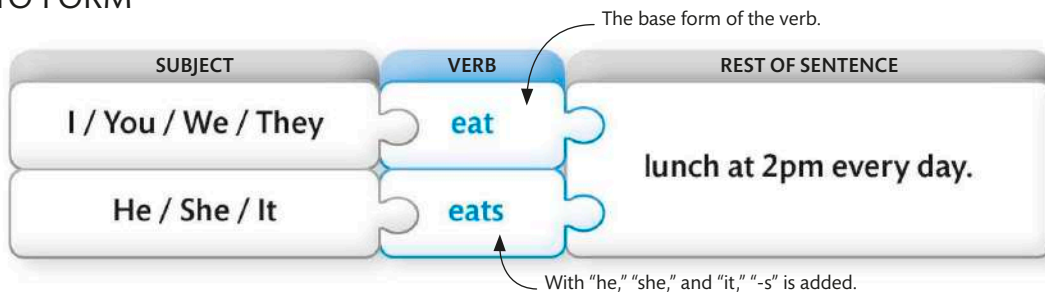 TO FORM
The base form of the verb.
SUBJECT VERB REST OF SENTENCE
I / You / We / They eat
lunch at 2pm every day.
He / She / It eats
With “he,” “she,” and “it,” “-s” is added.